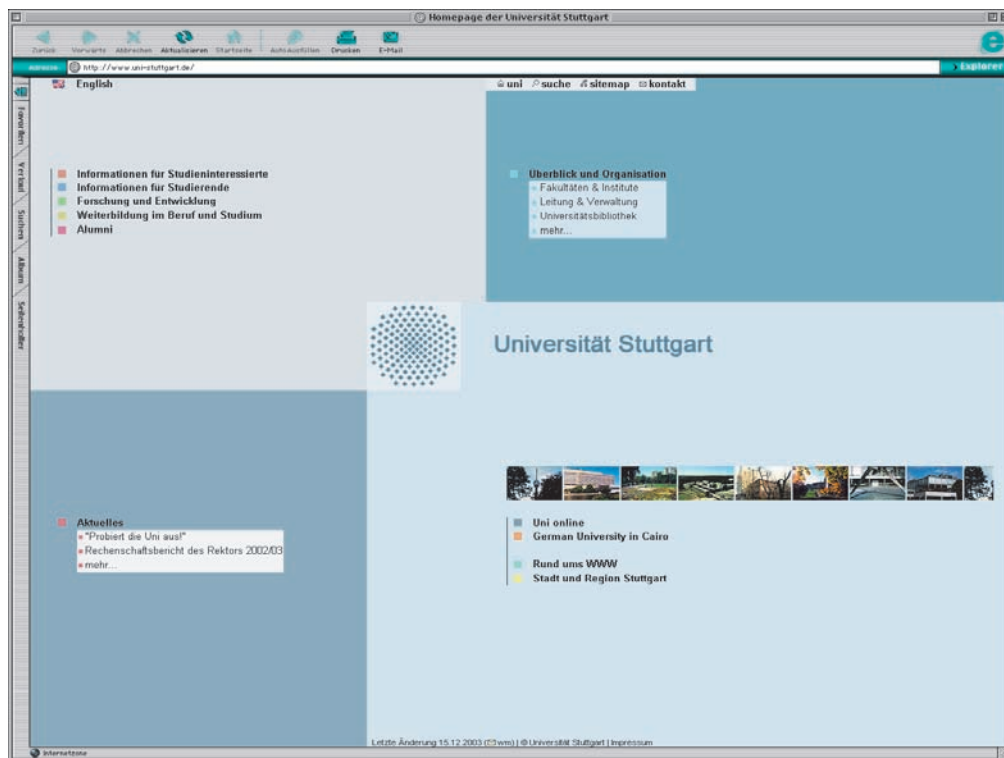 Homepage der Universität Stuttgart
Zurück Vorwärts Abbrechen Aktualisieren Startseite AutoAusfüllen Drucken E-Mail
Adresse http://www.uni-stuttgart.de/ Explorer
Favoriten
Verlauf
Suchen
Album
Seitenhalter
English
uni suche sitemap kontakt
Informationen für Studieninteressierte
Informationen für Studierende
Forschung und Entwicklung
Weiterbildung im Beruf und Studium
Alumni
Überblick und Organisation
Fakultäten & Institute
Leitung & Verwaltung
Universitätsbibliothek
mehr...
Universität Stuttgart
Aktuelles
"Probiert die Uni aus!"
Rechenschaftsbericht des Rektors 2002/03
mehr...
Uni online
German University in Cairo
Rund ums WWW
Stadt und Region Stuttgart
Letzte Änderung 15.12.2003 (wm) | © Universität Stuttgart | Impressum
Internetzone